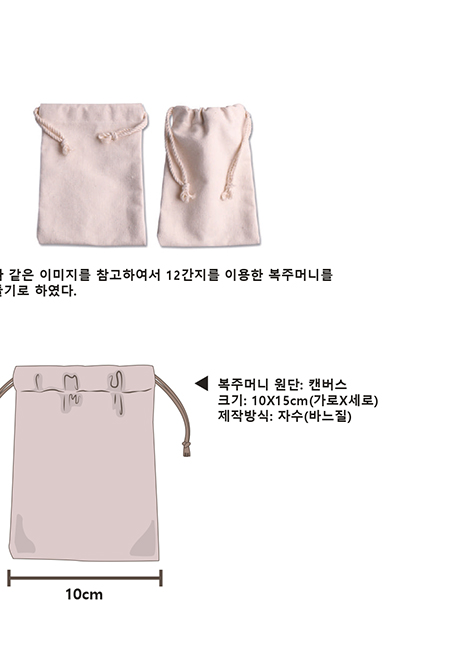 같은 이미지를 참고하여서 12간지를 이용한 복주머니를
기로 하였다.
복주머니 원단: 캔버스
크기: 10X15cm(가로X세로)
제작방식: 자수(바느질)
10cm